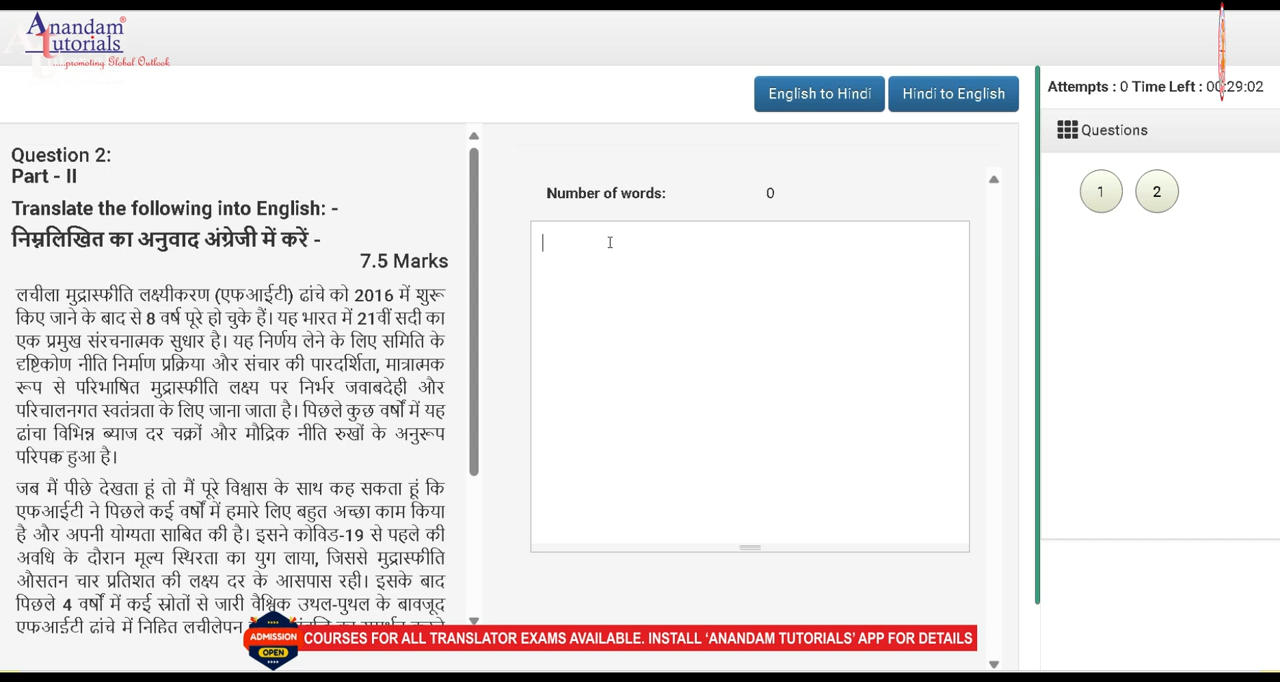 Anandam
Tutorials
.....promoting Global Outlook
English to Hindi
Hindi to English
Attempts : 0 Time Left : 00:29:02
Questions
1
2
Question 2:
Part - II
Translate the following into English: -
निम्नलिखित का अनुवाद अंग्रेजी में करें -
7.5 Marks
लचीला मुद्रास्फीति लक्ष्यीकरण (एफआईटी) ढांचे को 2016 में शुरू
किए जाने के बाद से 8 वर्ष पूरे हो चुके हैं। यह भारत में 21वीं सदी का
एक प्रमुख संरचनात्मक सुधार है। यह निर्णय लेने के लिए समिति के
दृष्टिकोण नीति निर्माण प्रक्रिया और संचार की पारदर्शिता, मात्रात्मक
रूप से परिभाषित मुद्रास्फीति लक्ष्य पर निर्भर जवाबदेही और
परिचालनगत स्वतंत्रता के लिए जाना जाता है। पिछले कुछ वर्षों में यह
ढांचा विभिन्न ब्याज दर चक्रों और मौद्रिक नीति रुखों के अनुरूप
परिपक्व हुआ है।
जब मैं पीछे देखता हूं तो मैं पूरे विश्वास के साथ कह सकता हूं कि
एफआईटी ने पिछले कई वर्षों में हमारे लिए बहुत अच्छा काम किया
है और अपनी योग्यता साबित की है। इसने कोविड-19 से पहले की
अवधि के दौरान मूल्य स्थिरता का युग लाया, जिससे मुद्रास्फीति
औसतन चार प्रतिशत की लक्ष्य दर के आसपास रही। इसके बाद
पिछले 4 वर्षों में कई स्रोतों से जारी वैश्विक उथल-पुथल के बावजूद
एफआईटी ढांचे में निहित लचीलेपन
Number of words: 0
ADMISSION
OPEN
COURSES FOR ALL TRANSLATOR EXAMS AVAILABLE. INSTALL 'ANANDAM TUTORIALS' APP FOR DETAILS